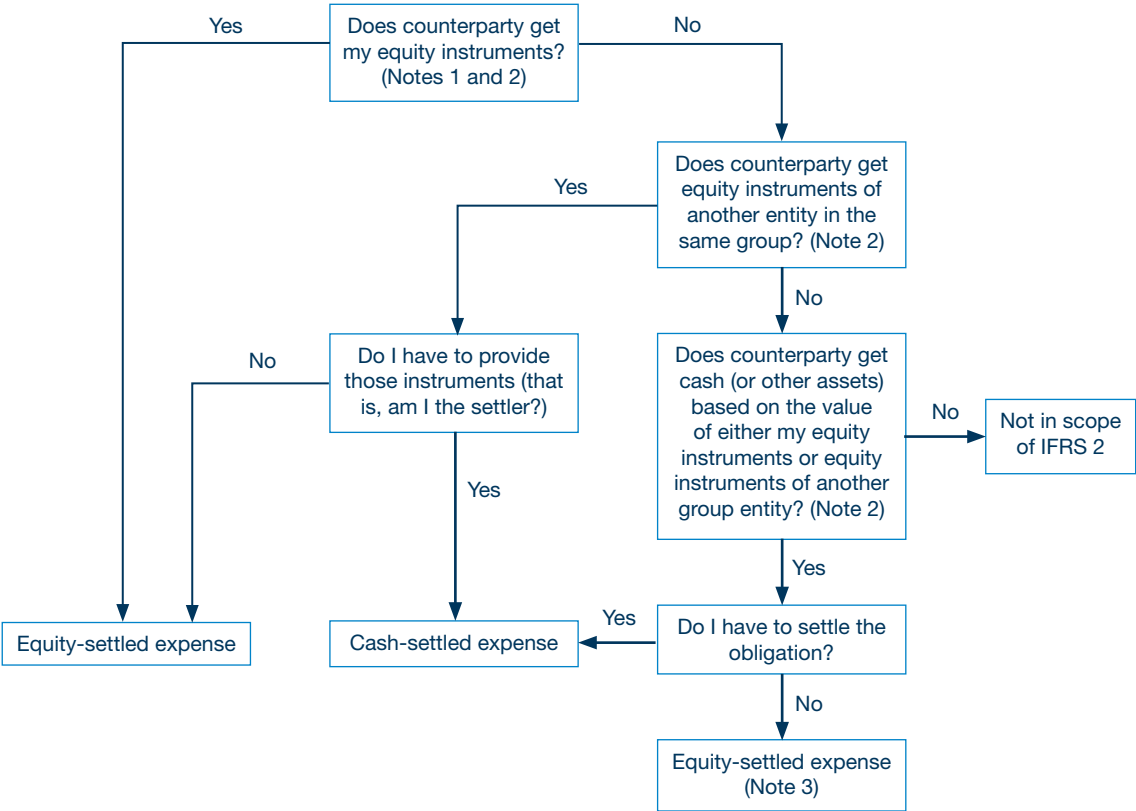 Does counterparty get
my equity instruments?
(Notes 1 and 2)
Yes
No
Does counterparty get
equity instruments of
another entity in the
same group? (Note 2)
Yes
No
Do I have to provide
those instruments (that
is, am I the settler?)
No
Yes
Does counterparty get
cash (or other assets)
based on the value
of either my equity
instruments or equity
instruments of another
group entity? (Note 2)
No
Not in scope
of IFRS 2
Yes
Equity-settled expense
Cash-settled expense
Yes
Do I have to settle the
obligation?
No
Equity-settled expense
(Note 3)